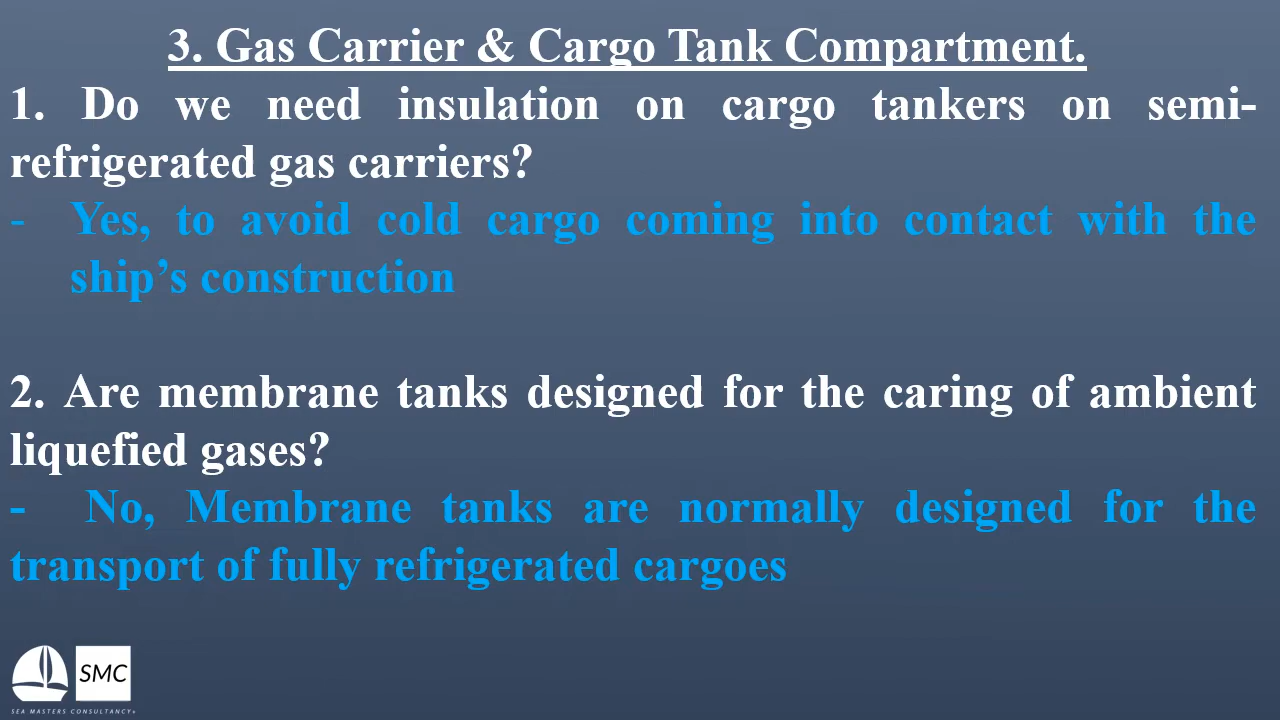 3. Gas Carrier & Cargo Tank Compartment.
1. Do we need insulation on cargo tankers on semi-
refrigerated gas carriers?
- Yes, to avoid cold cargo coming into contact with the
ship’s construction
2. Are membrane tanks designed for the caring of ambient
liquefied gases?
- No, Membrane tanks are normally designed for the
transport of fully refrigerated cargoes
SMC
SEA MASTERS CONSULTANCY